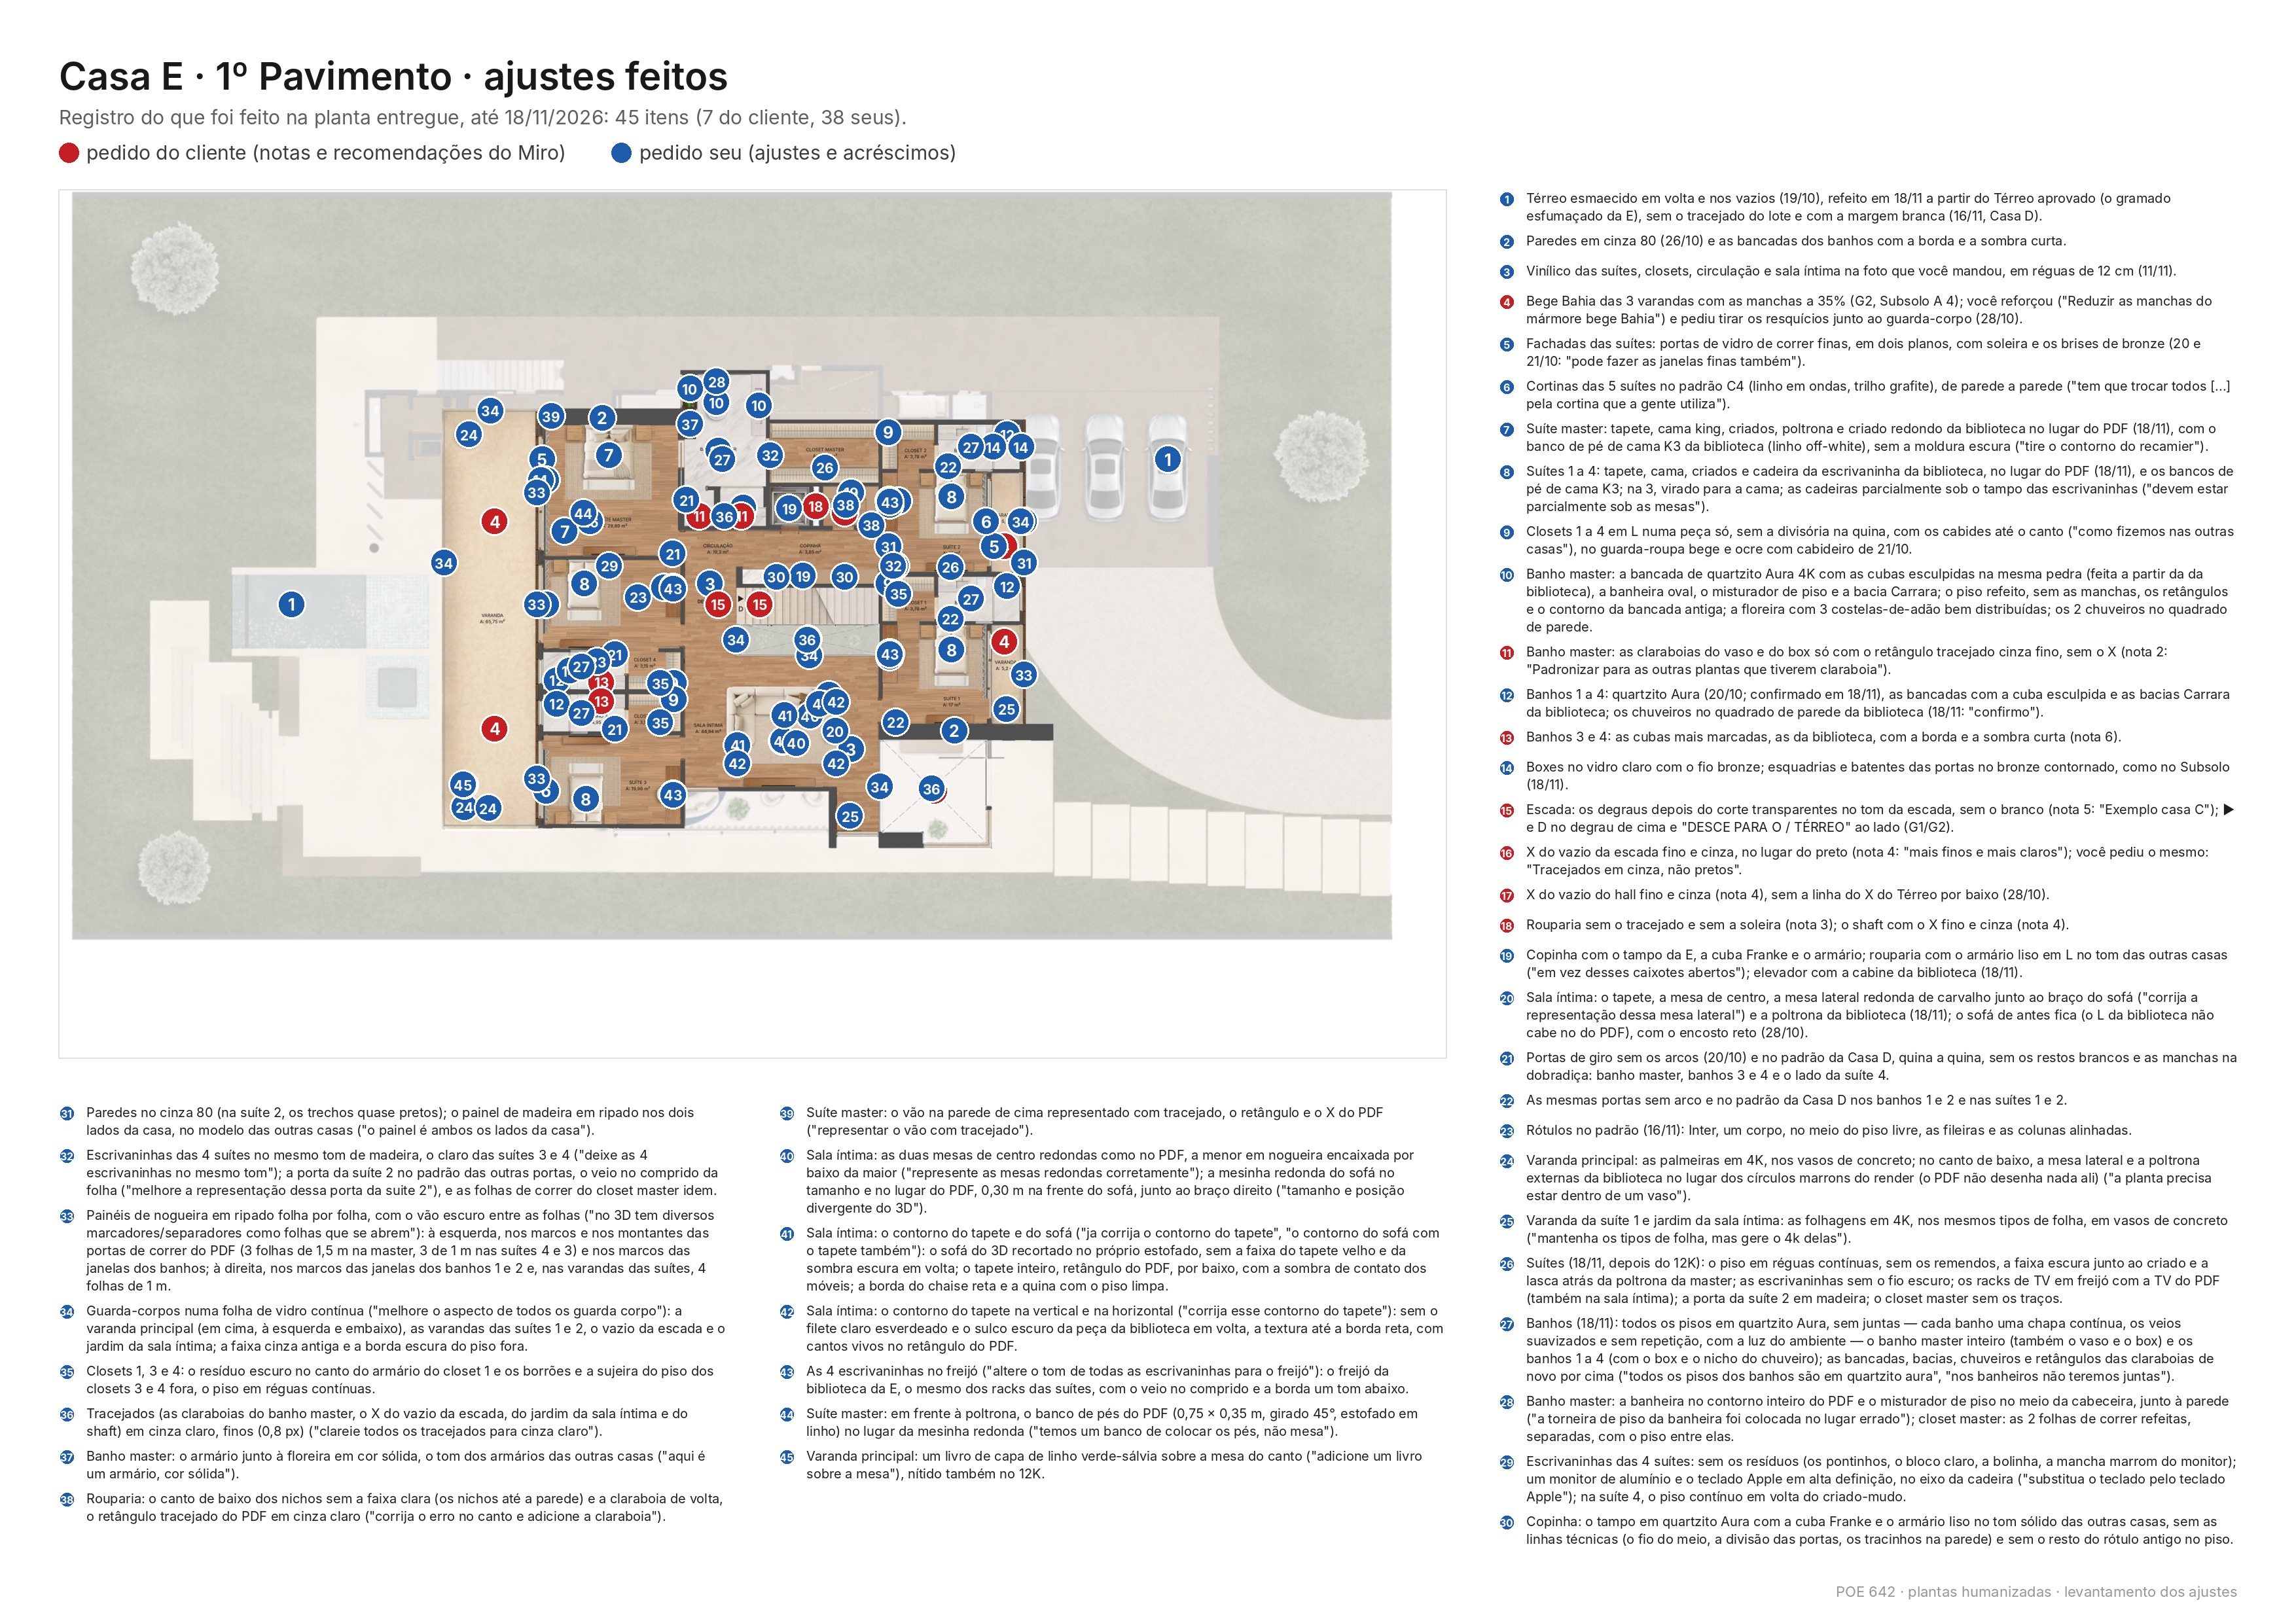 Casa E · 1º Pavimento · ajustes feitos
Registro do que foi feito na planta entregue, até 18/11/2026: 45 itens (7 do cliente, 38 seus).
pedido do cliente (notas e recomendações do Miro)
pedido seu (ajustes e acréscimos)
1 Térreo esmaecido em volta e nos vazios (19/10), refeito em 18/11 a partir do Térreo aprovado (o gramado
esfumaçado da E), sem o tracejado do lote e com a margem branca (16/11, Casa D).
2 Paredes em cinza 80 (26/10) e as bancadas dos banhos com a borda e a sombra curta.
3 Vinílico das suítes, closets, circulação e sala íntima na foto que você mandou, em réguas de 12 cm (11/11).
4 Bege Bahia das 3 varandas com as manchas a 35% (G2, Subsolo A 4); você reforçou ("Reduzir as manchas do
mármore bege Bahia") e pediu tirar os resquícios junto ao guarda-corpo (28/10).
5 Fachadas das suítes: portas de vidro de correr finas, em dois planos, com soleira e os brises de bronze (20 e
21/10: "pode fazer as janelas finas também").
6 Cortinas das 5 suítes no padrão C4 (linho em ondas, trilho grafite), de parede a parede ("tem que trocar todos [...]
pela cortina que a gente utiliza").
7 Suíte master: tapete, cama king, criados, poltrona e criado redondo da biblioteca no lugar do PDF (18/11), com o
banco de pé de cama K3 da biblioteca (linho off-white), sem a moldura escura ("tire o contorno do recamier").
8 Suítes 1 a 4: tapete, cama, criados e cadeira da escrivaninha da biblioteca, no lugar do PDF (18/11), e os bancos de
pé de cama K3; na 3, virado para a cama; as cadeiras parcialmente sob o tampo das escrivaninhas ("devem estar
parcialmente sob as mesas").
9 Closets 1 a 4 em L numa peça só, sem a divisória na quina, com os cabides até o canto ("como fizemos nas outras
casas"), no guarda-roupa bege e ocre com cabideiro de 21/10.
10 Banho master: a bancada de quartzito Aura 4K com as cubas esculpidas na mesma pedra (feita a partir da da
biblioteca), a banheira oval, o misturador de piso e a bacia Carrara; o piso refeito, sem as manchas, os retângulos
e o contorno da bancada antiga; a floreira com 3 costelas-de-adão bem distribuídas; os 2 chuveiros no quadrado
de parede.
11 Banho master: as claraboias do vaso e do box só com o retângulo tracejado cinza fino, sem o X (nota 2:
"Padronizar para as outras plantas que tiverem claraboia").
12 Banhos 1 a 4: quartzito Aura (20/10; confirmado em 18/11), as bancadas com a cuba esculpida e as bacias Carrara
da biblioteca; os chuveiros no quadrado de parede da biblioteca (18/11: "confirmo").
13 Banhos 3 e 4: as cubas mais marcadas, as da biblioteca, com a borda e a sombra curta (nota 6).
14 Boxes no vidro claro com o fio bronze; esquadrias e batentes das portas no bronze contornado, como no Subsolo
(18/11).
15 Escada: os degraus depois do corte transparentes no tom da escada, sem o branco (nota 5: "Exemplo casa C"); ▶
e D no degrau de cima e "DESCE PARA O / TÉRREO" ao lado (G1/G2).
16 X do vazio da escada fino e cinza, no lugar do preto (nota 4: "mais finos e mais claros"); você pediu o mesmo:
"Tracejados em cinza, não pretos".
17 X do vazio do hall fino e cinza (nota 4), sem a linha do X do Térreo por baixo (28/10).
18 Rouparia sem o tracejado e sem a soleira (nota 3); o shaft com o X fino e cinza (nota 4).
19 Copinha com o tampo da E, a cuba Franke e o armário; rouparia com o armário liso em L no tom das outras casas
("em vez desses caixotes abertos"); elevador com a cabine da biblioteca (18/11).
20 Sala íntima: o tapete, a mesa de centro, a mesa lateral redonda de carvalho junto ao braço do sofá ("corrija a
representação dessa mesa lateral") e a poltrona da biblioteca (18/11); o sofá de antes fica (o L da biblioteca não
cabe no do PDF), com o encosto reto (28/10).
21 Portas de giro sem os arcos (20/10) e no padrão da Casa D, quina a quina, sem os restos brancos e as manchas na
dobradiça: banho master, banhos 3 e 4 e o lado da suíte 4.
22 As mesmas portas sem arco e no padrão da Casa D nos banhos 1 e 2 e nas suítes 1 e 2.
23 Rótulos no padrão (16/11): Inter, um corpo, no meio do piso livre, as fileiras e as colunas alinhadas.
24 Varanda principal: as palmeiras em 4K, nos vasos de concreto; no canto de baixo, a mesa lateral e a poltrona
externas da biblioteca no lugar dos círculos marrons do render (o PDF não desenha nada ali) ("a planta precisa
estar dentro de um vaso").
25 Varanda da suíte 1 e jardim da sala íntima: as folhagens em 4K, nos mesmos tipos de folha, em vasos de concreto
("mantenha os tipos de folha, mas gere o 4k delas").
26 Suítes (18/11, depois do 12K): o piso em réguas contínuas, sem os remendos, a faixa escura junto ao criado e a
lasca atrás da poltrona da master; as escrivaninhas sem o fio escuro; os racks de TV em freijó com a TV do PDF
(também na sala íntima); a porta da suíte 2 em madeira; o closet master sem os traços.
27 Banhos (18/11): todos os pisos em quartzito Aura, sem juntas — cada banho uma chapa contínua, os veios
suavizados e sem repetição, com a luz do ambiente — o banho master inteiro (também o vaso e o box) e os
banhos 1 a 4 (com o box e o nicho do chuveiro); as bancadas, bacias, chuveiros e retângulos das claraboias de
novo por cima ("todos os pisos dos banhos são em quartzito aura", "nos banheiros não teremos juntas").
28 Banho master: a banheira no contorno inteiro do PDF e o misturador de piso no meio da cabeceira, junto à parede
("a torneira de piso da banheira foi colocada no lugar errado"); closet master: as 2 folhas de correr refeitas,
separadas, com o piso entre elas.
29 Escrivaninhas das 4 suítes: sem os resíduos (os pontinhos, o bloco claro, a bolinha, a mancha marrom do monitor);
um monitor de alumínio e o teclado Apple em alta definição, no eixo da cadeira ("substitua o teclado pelo teclado
Apple"); na suíte 4, o piso contínuo em volta do criado-mudo.
30 Copinha: o tampo em quartzito Aura com a cuba Franke e o armário liso no tom sólido das outras casas, sem as
linhas técnicas (o fio do meio, a divisão das portas, os tracinhos na parede) e sem o resto do rótulo antigo no piso.
31 Paredes no cinza 80 (na suíte 2, os trechos quase pretos); o painel de madeira em ripado nos dois
lados da casa, no modelo das outras casas ("o painel é ambos os lados da casa").
32 Escrivaninhas das 4 suítes no mesmo tom de madeira, o claro das suítes 3 e 4 ("deixe as 4
escrivaninhas no mesmo tom"); a porta da suíte 2 no padrão das outras portas, o veio no comprido da
folha ("melhore a representação dessa porta da suite 2"), e as folhas de correr do closet master idem.
33 Painéis de nogueira em ripado folha por folha, com o vão escuro entre as folhas ("no 3D tem diversos
marcadores/separadores como folhas que se abrem"): à esquerda, nos marcos e nos montantes das
portas de correr do PDF (3 folhas de 1,5 m na master, 3 de 1 m nas suítes 4 e 3) e nos marcos das
janelas dos banhos; à direita, nos marcos das janelas dos banhos 1 e 2 e, nas varandas das suítes, 4
folhas de 1 m.
34 Guarda-corpos numa folha de vidro contínua ("melhore o aspecto de todos os guarda corpo"): a
varanda principal (em cima, à esquerda e embaixo), as varandas das suítes 1 e 2, o vazio da escada e o
jardim da sala íntima; a faixa cinza antiga e a borda escura do piso fora.
35 Closets 1, 3 e 4: o resíduo escuro no canto do armário do closet 1 e os borrões e a sujeira do piso dos
closets 3 e 4 fora, o piso em réguas contínuas.
36 Tracejados (as claraboias do banho master, o X do vazio da escada, do jardim da sala íntima e do
shaft) em cinza claro, finos (0,8 px) ("clareie todos os tracejados para cinza claro").
37 Banho master: o armário junto à floreira em cor sólida, o tom dos armários das outras casas ("aqui é
um armário, cor sólida").
38 Rouparia: o canto de baixo dos nichos sem a faixa clara (os nichos até a parede) e a claraboia de volta,
o retângulo tracejado do PDF em cinza claro ("corrija o erro no canto e adicione a claraboia").
39 Suíte master: o vão na parede de cima representado com tracejado, o retângulo e o X do PDF
("representar o vão com tracejado").
40 Sala íntima: as duas mesas de centro redondas como no PDF, a menor em nogueira encaixada por
baixo da maior ("represente as mesas redondas corretamente"); a mesinha redonda do sofá no
tamanho e no lugar do PDF, 0,30 m na frente do sofá, junto ao braço direito ("tamanho e posição
divergente do 3D").
41 Sala íntima: o contorno do tapete e do sofá ("ja corrija o contorno do tapete", "o contorno do sofá com
o tapete também"): o sofá do 3D recortado no próprio estofado, sem a faixa do tapete velho e da
sombra escura em volta; o tapete inteiro, retângulo do PDF, por baixo, com a sombra de contato dos
móveis; a borda do chaise reta e a quina com o piso limpa.
42 Sala íntima: o contorno do tapete na vertical e na horizontal ("corrija esse contorno do tapete"): sem o
filete claro esverdeado e o sulco escuro da peça da biblioteca em volta, a textura até a borda reta, com
cantos vivos no retângulo do PDF.
43 As 4 escrivaninhas no freijó ("altere o tom de todas as escrivaninhas para o freijó"): o freijó da
biblioteca da E, o mesmo dos racks das suítes, com o veio no comprido e a borda um tom abaixo.
44 Suíte master: em frente à poltrona, o banco de pés do PDF (0,75 × 0,35 m, girado 45°, estofado em
linho) no lugar da mesinha redonda ("temos um banco de colocar os pés, não mesa").
45 Varanda principal: um livro de capa de linho verde-sálvia sobre a mesa do canto ("adicione um livro
sobre a mesa"), nítido também no 12K.
POE 642 · plantas humanizadas · levantamento dos ajustes